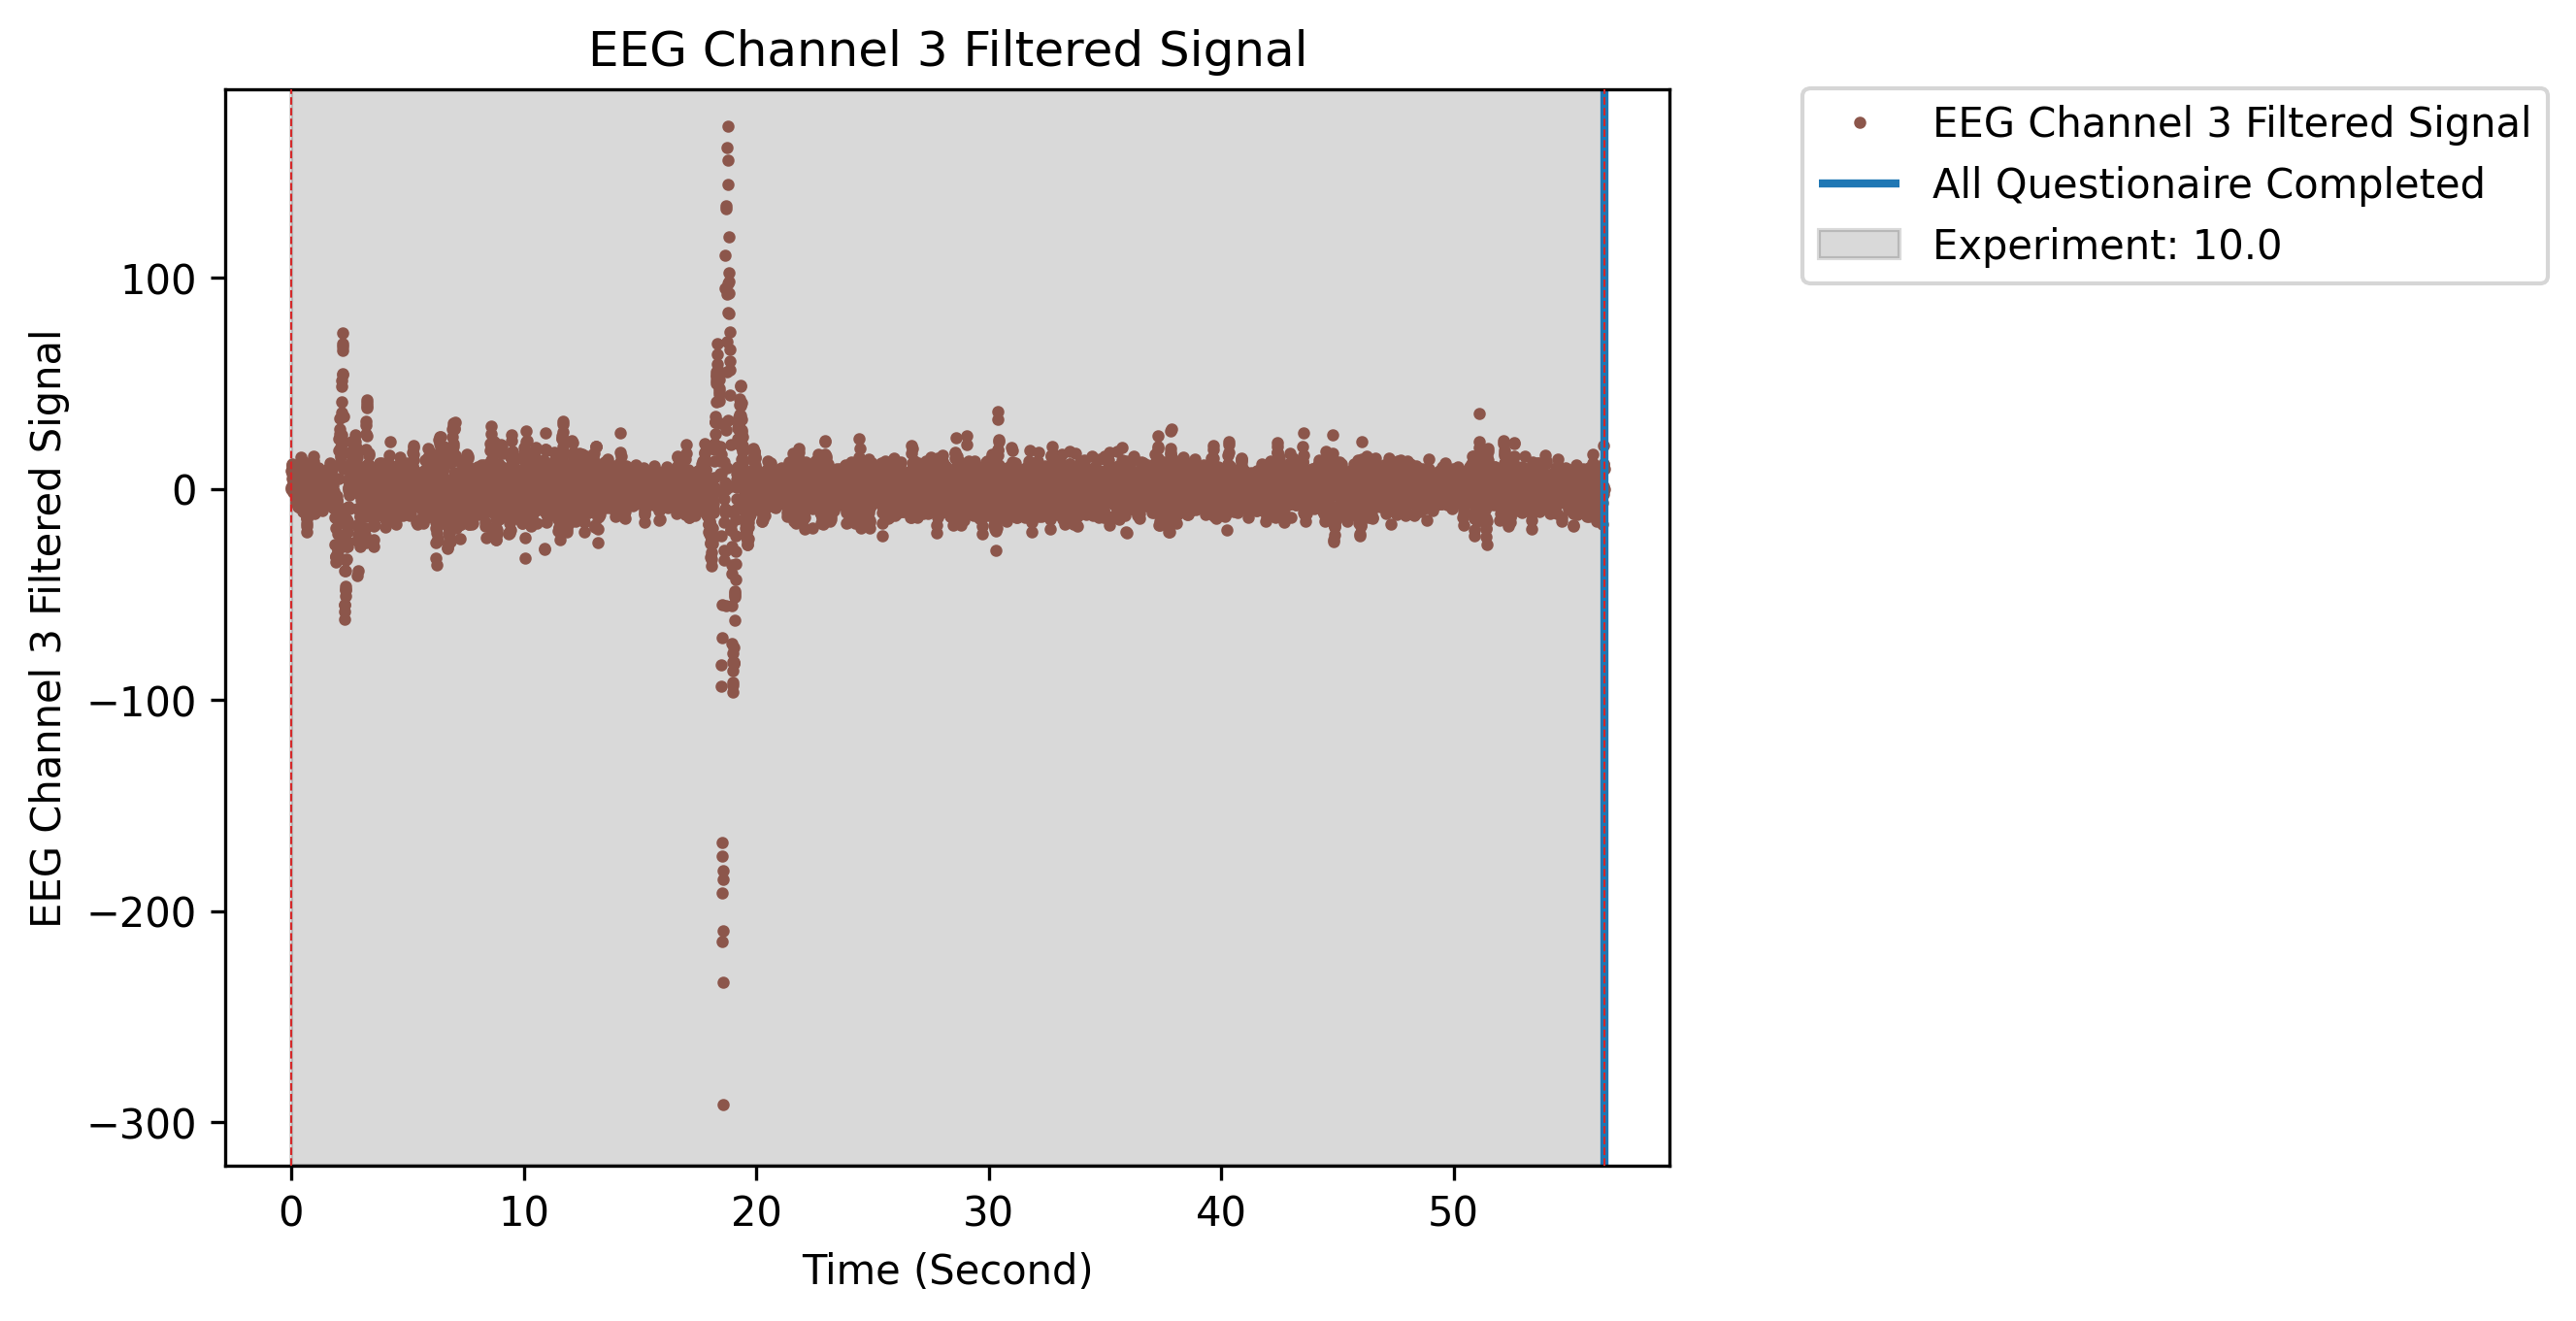 EEG Channel 3 Filtered Signal
EEG Channel 3 Filtered Signal
All Questionaire Completed
Experiment: 10.0
EEG Channel 3 Filtered Signal
100
0
−100
−200
−300
0 10 20 30 40 50
Time (Second)